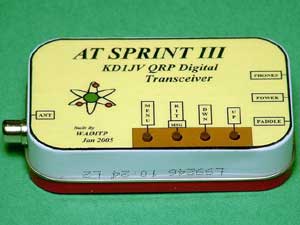 AT SPRINT III
KD1JV QRP Digital
Transceiver
PHONES
POWER
PADDLE
ANT
MENU
RIT
MSG
DWN
UP
Built By
WA0ITP
Jan 2005